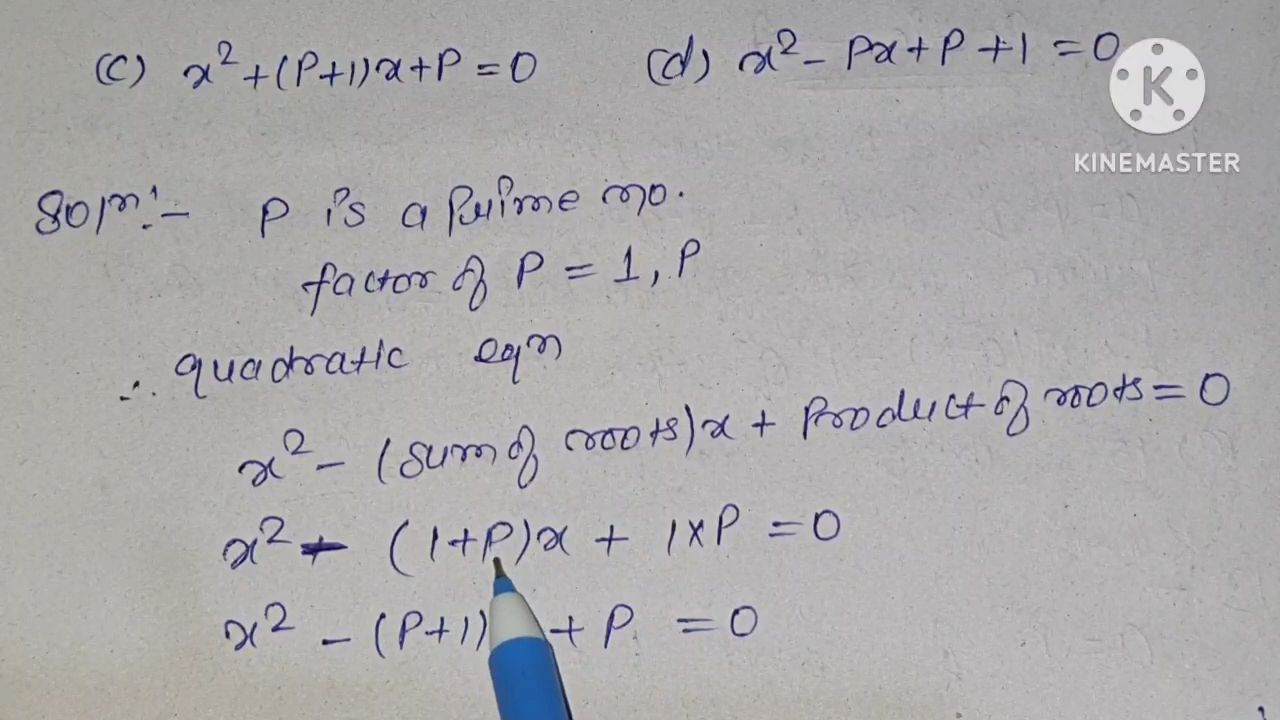 (C) x² + (P+1)x + P = 0 (d) x² - Px + P + 1 = 0
K
KINEMASTER
Solⁿ:- P is a prime no.
factor of P = 1, P
∴ quadratic eqn
x² - (sum of roots)x + Product of roots = 0
x² - (1+P)x + 1×P = 0
x² - (P+1) + P = 0